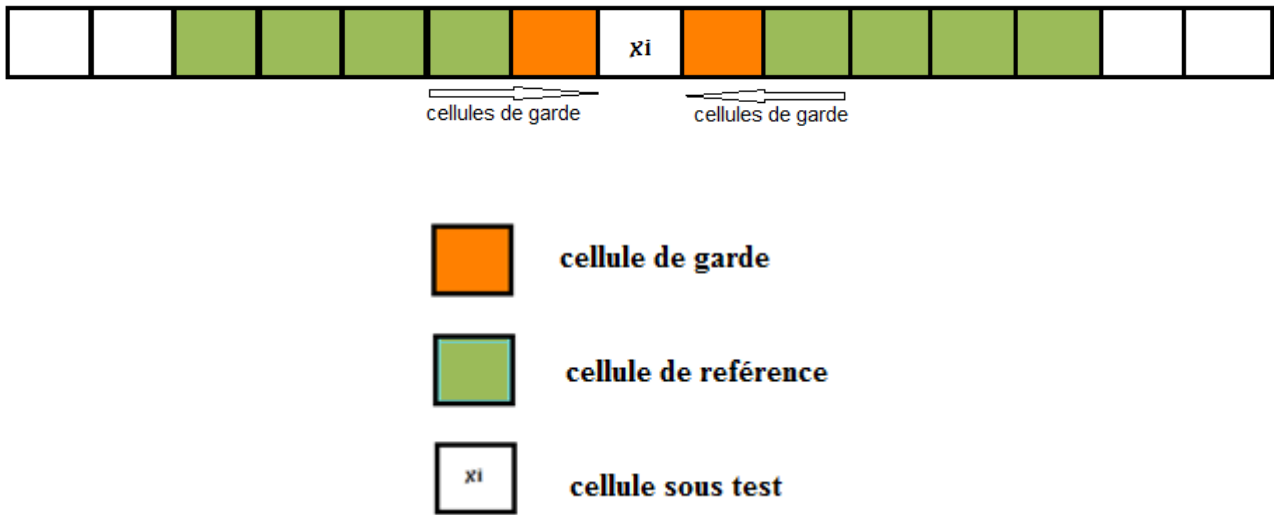 xi
cellules de garde
cellules de garde
cellule de garde
cellule de reférence
xi
cellule sous test